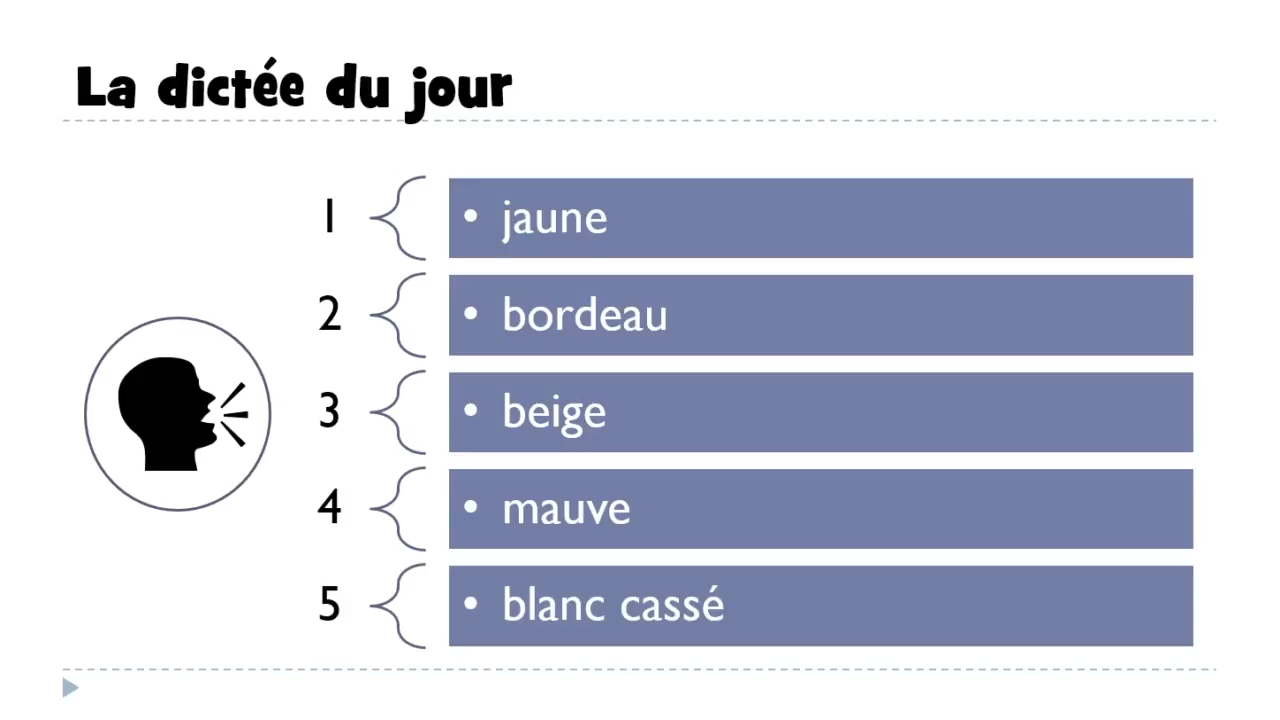 La dictée du jour
1 • jaune
2 • bordeau
3 • beige
4 • mauve
5 • blanc cassé